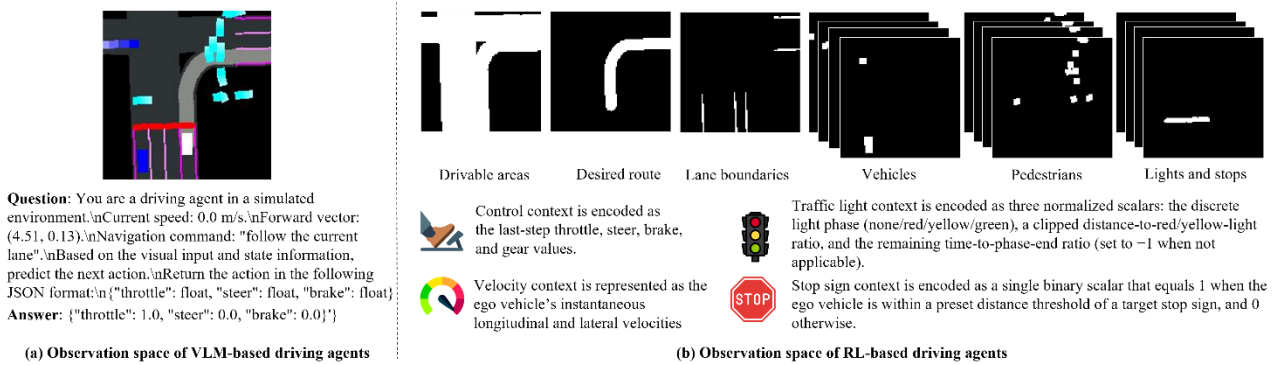 Question: You are a driving agent in a simulated
environment.\nCurrent speed: 0.0 m/s.\nForward vector:
(4.51, 0.13).\nNavigation command: "follow the current
lane".\nBased on the visual input and state information,
predict the next action.\nReturn the action in the following
JSON format:\n{"throttle": float, "steer": float, "brake": float}
Answer: {"throttle": 1.0, "steer": 0.0, "brake": 0.0}'}
(a) Observation space of VLM-based driving agents
Drivable areas
Desired route
Lane boundaries
Vehicles
Pedestrians
Lights and stops
Control context is encoded as
the last-step throttle, steer, brake,
and gear values.
Traffic light context is encoded as three normalized scalars: the discrete
light phase (none/red/yellow/green), a clipped distance-to-red/yellow-light
ratio, and the remaining time-to-phase-end ratio (set to −1 when not
applicable).
Velocity context is represented as the
ego vehicle's instantaneous
longitudinal and lateral velocities
STOP
Stop sign context is encoded as a single binary scalar that equals 1 when the
ego vehicle is within a preset distance threshold of a target stop sign, and 0
otherwise.
(b) Observation space of RL-based driving agents